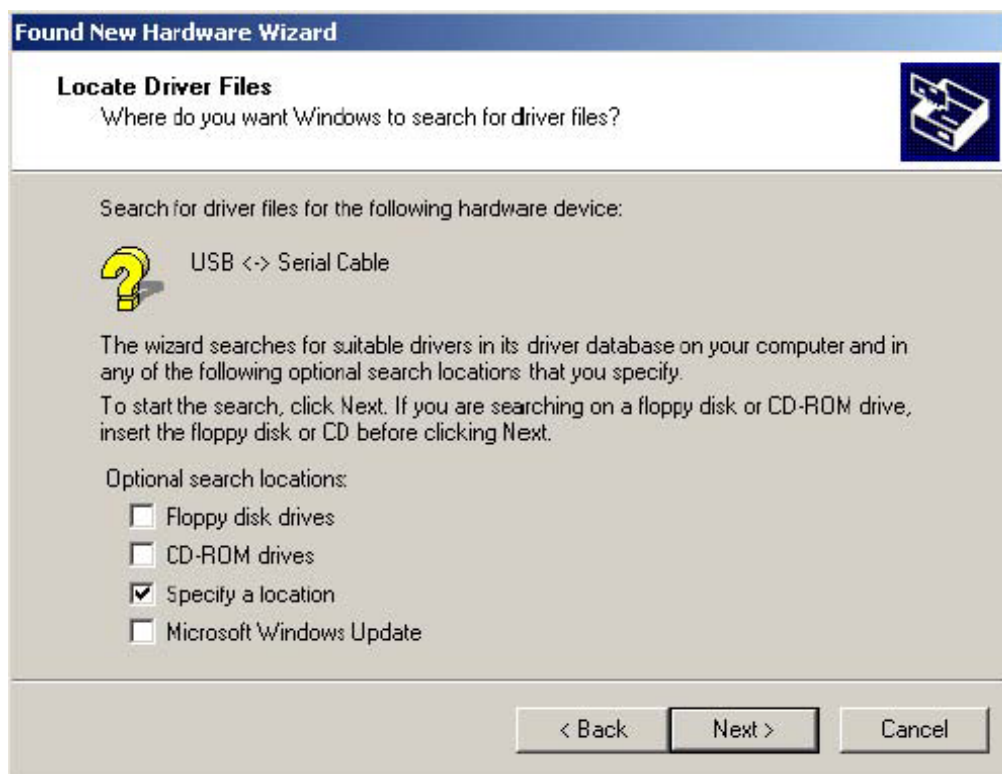 Found New Hardware Wizard
Locate Driver Files
Where do you want Windows to search for driver files?
Search for driver files for the following hardware device:
USB <-> Serial Cable
The wizard searches for suitable drivers in its driver database on your computer and in
any of the following optional search locations that you specify.
To start the search, click Next. If you are searching on a floppy disk or CD-ROM drive,
insert the floppy disk or CD before clicking Next.
Optional search locations:
Floppy disk drives
CD-ROM drives
Specify a location
Microsoft Windows Update
< Back Next > Cancel